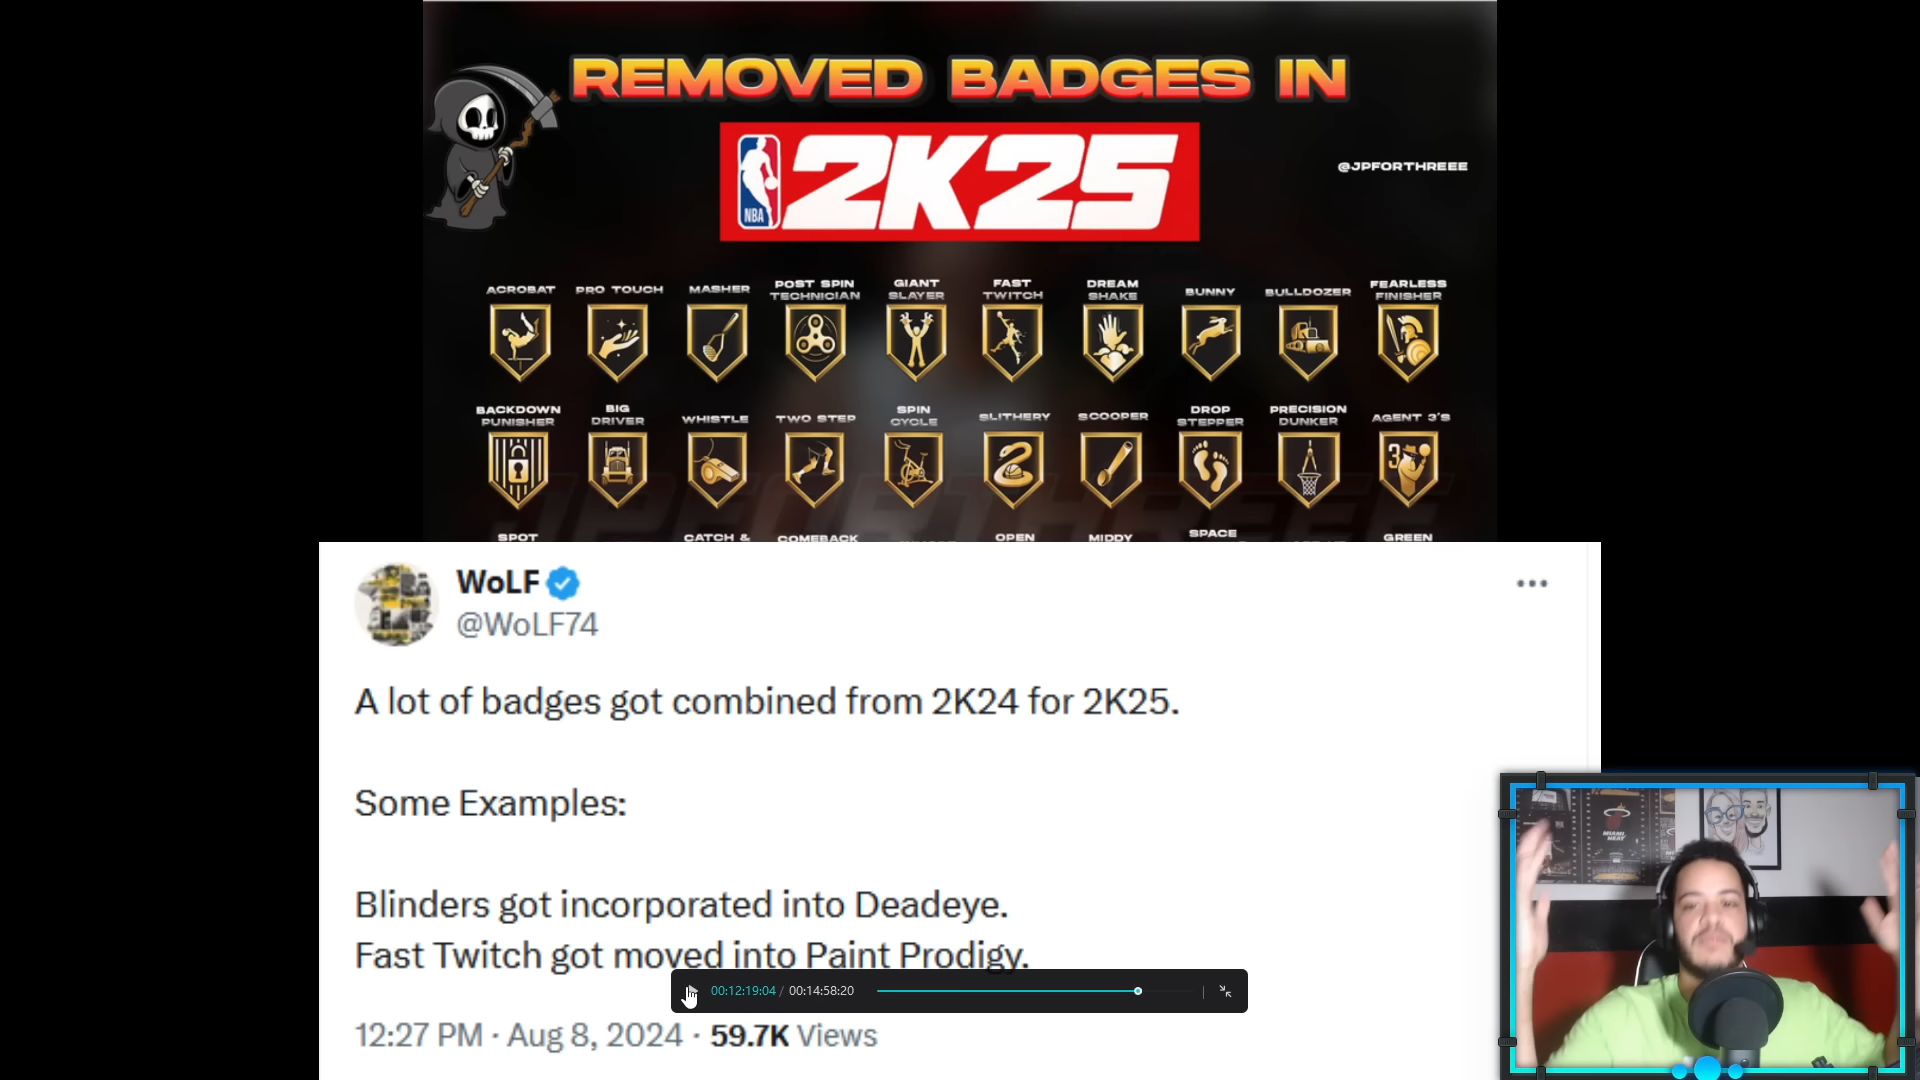 REMOVED BADGES IN
NBA 2K25
@JPFORTHREEE
ACROBAT
PRO TOUCH
MASHER
POST SPIN
TECHNICIAN
GIANT
SLAYER
FAST
TWITCH
DREAM
SHAKE
BUNNY
BULLDOZER
FEARLESS
FINISHER
BACKDOWN
PUNISHER
BIG
DRIVER
WHISTLE
TWO STEP
SPIN
CYCLE
SLITHERY
SCOOPER
DROP
STEPPER
PRECISION
DUNKER
AGENT 3'S
3
JPFORTHREEE
SPOT
CATCH &
COMEBACK
OPEN
MIDDY
SPACE
GREEN
WoLF
@WoLF74
A lot of badges got combined from 2K24 for 2K25.
Some Examples:
Blinders got incorporated into Deadeye.
Fast Twitch got moved into Paint Prodigy.
00:12:19:04 / 00:14:58:20
12:27 PM · Aug 8, 2024 · 59.7K Views
MIAMI
HEAT